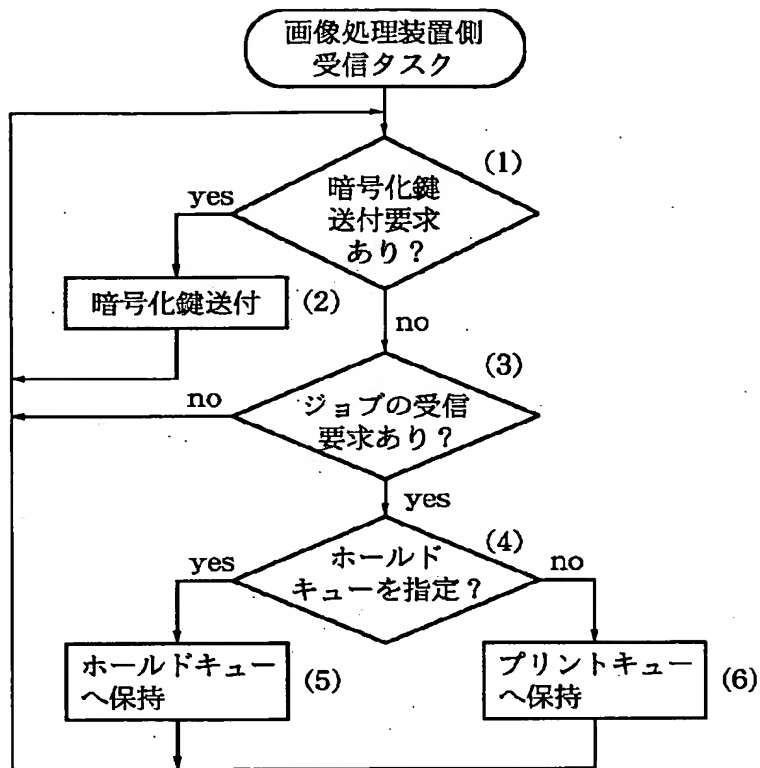 画像処理装置側
受信タスク
(1)
暗号化鍵
送付要求
あり？
yes
暗号化鍵送付
(2)
no
(3)
ジョブの受信
要求あり？
no
yes
(4)
ホールド
キューを指定？
yes
no
ホールドキュー
へ保持
(5)
プリントキュー
へ保持
(6)